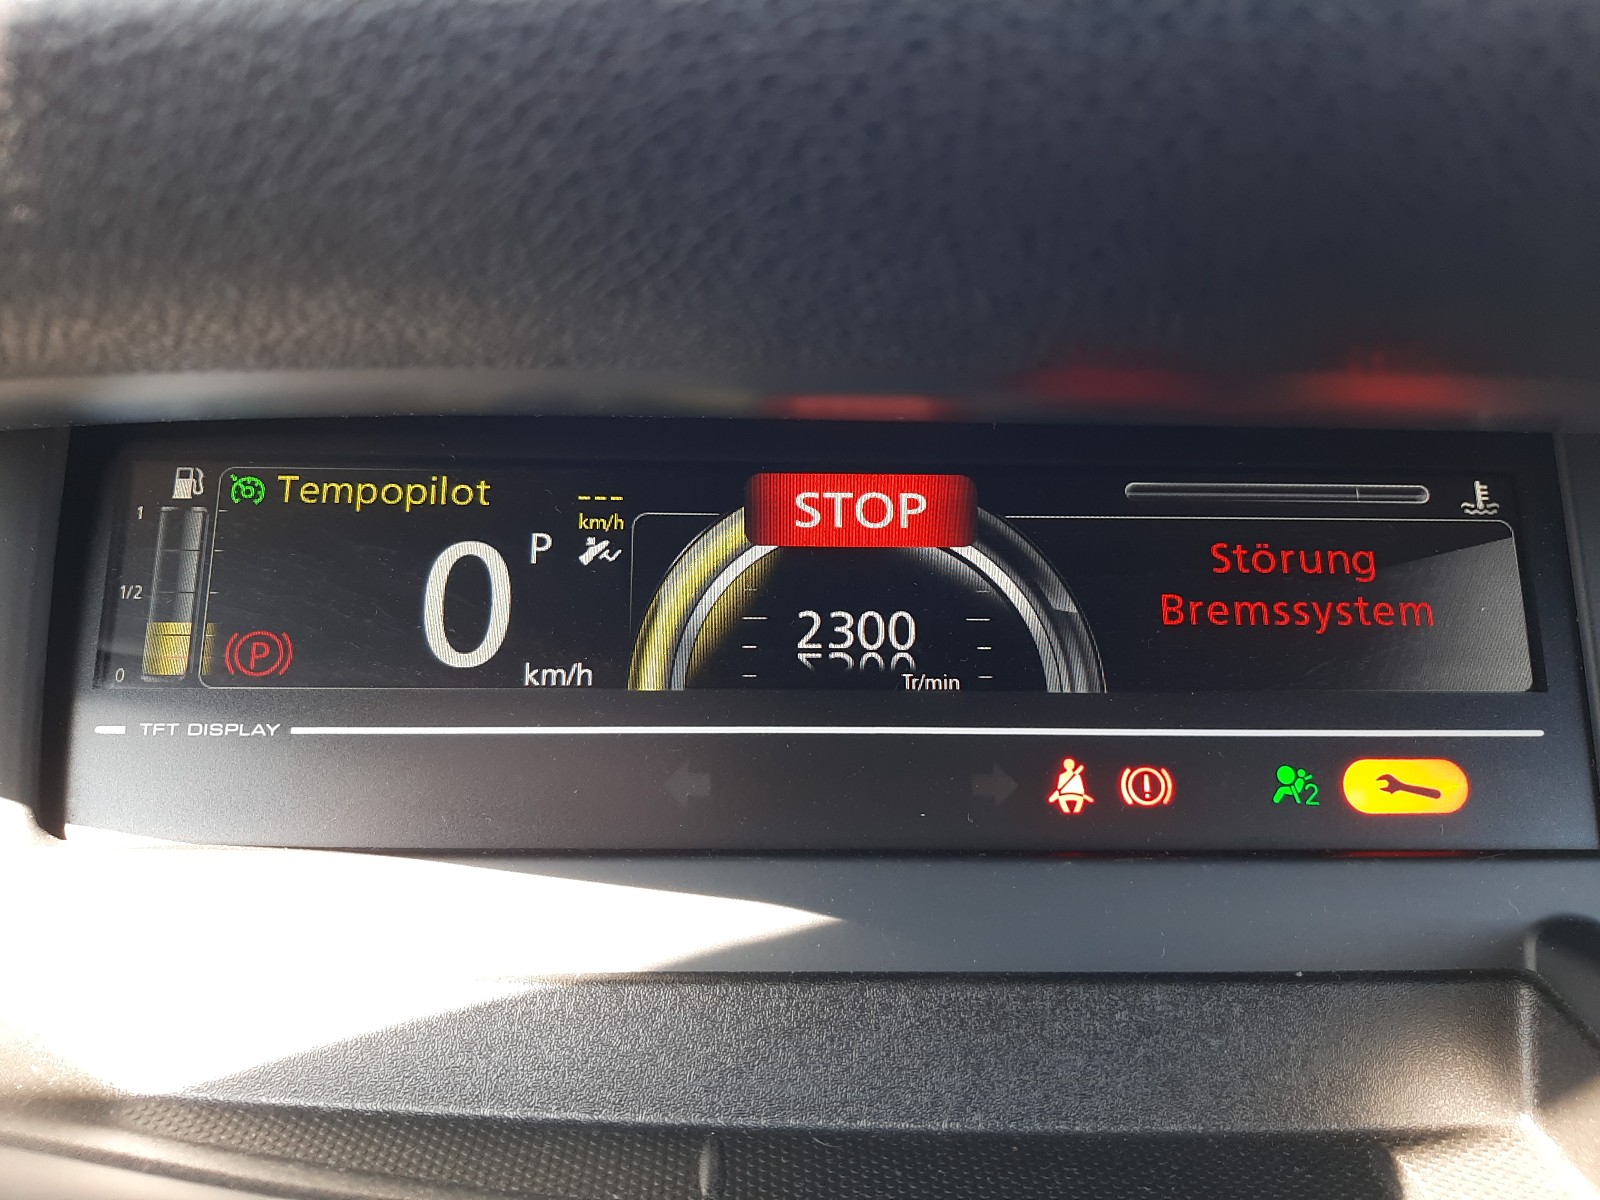 Tempopilot
---
km/h
1
1/2
0
P
0
km/h
P
STOP
2300
Tr/min
Störung
Bremssystem
TFT DISPLAY
2